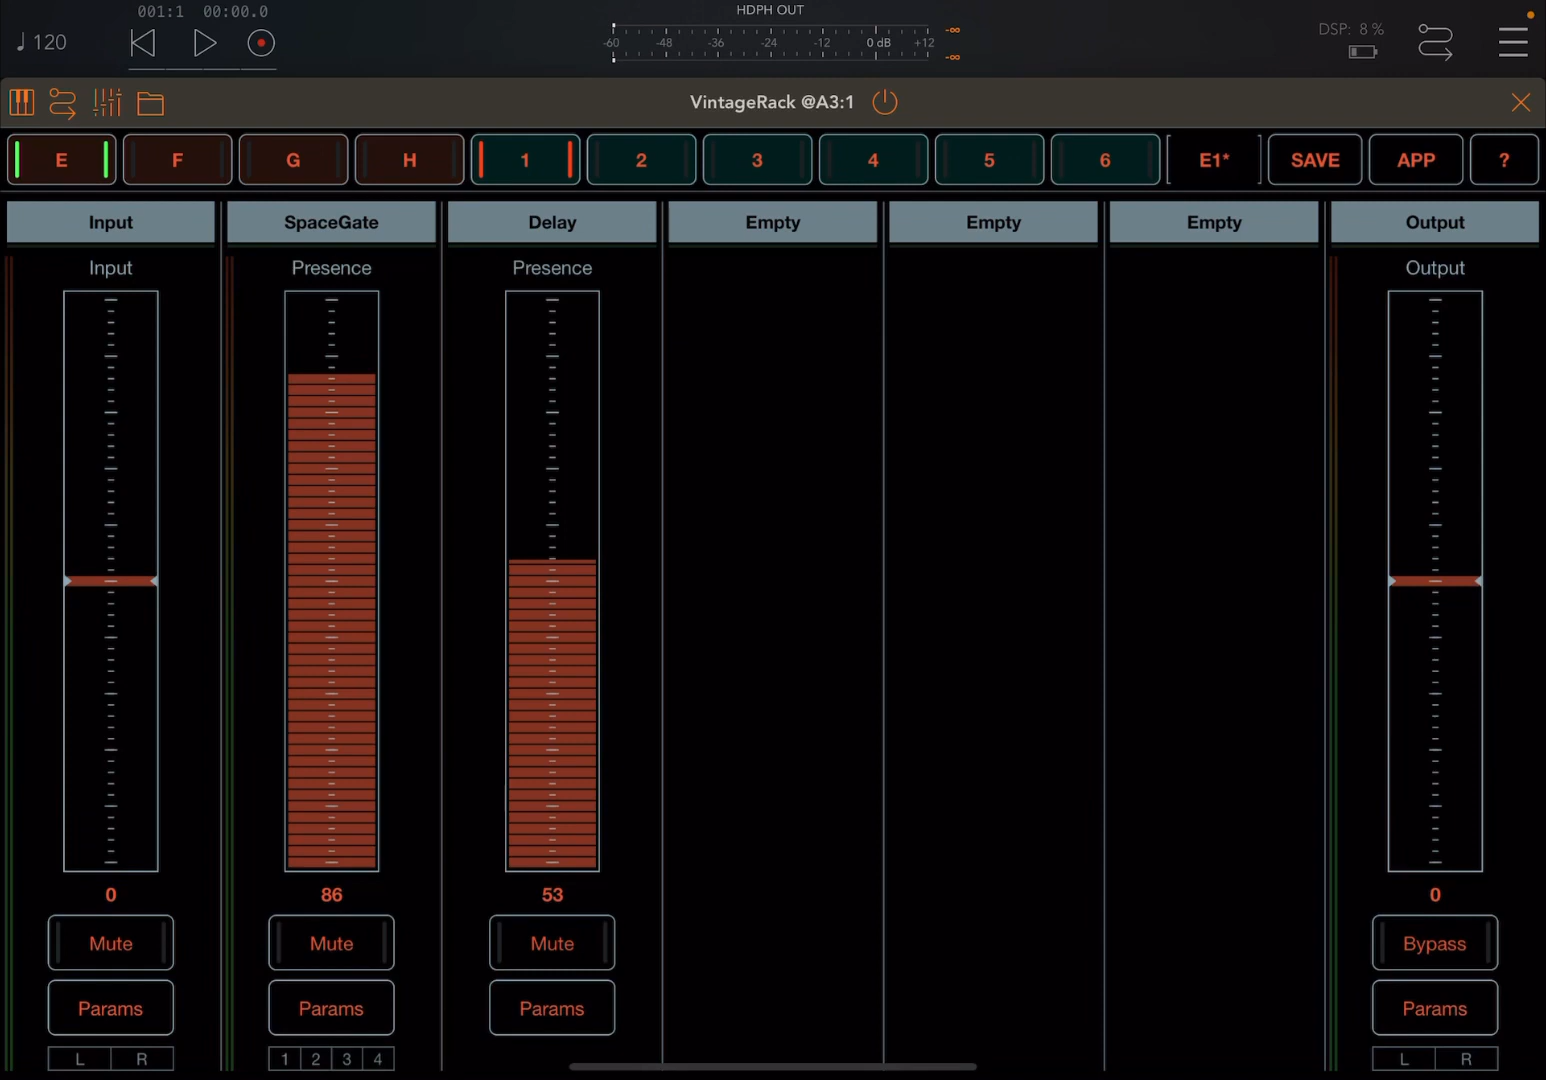 001:1 00:00.0
HDPH OUT
♩ 120
-60 -48 -36 -24 -12 0 dB +12
-∞
-∞
DSP: 8 %
VintageRack @A3:1
E F G H 1 2 3 4 5 6 E1* SAVE APP ?
Input SpaceGate Delay Empty Empty Empty Output
Input Presence Presence Output
0 86 53 0
Mute Mute Mute Bypass
Params Params Params Params
L R 1 2 3 4 L R